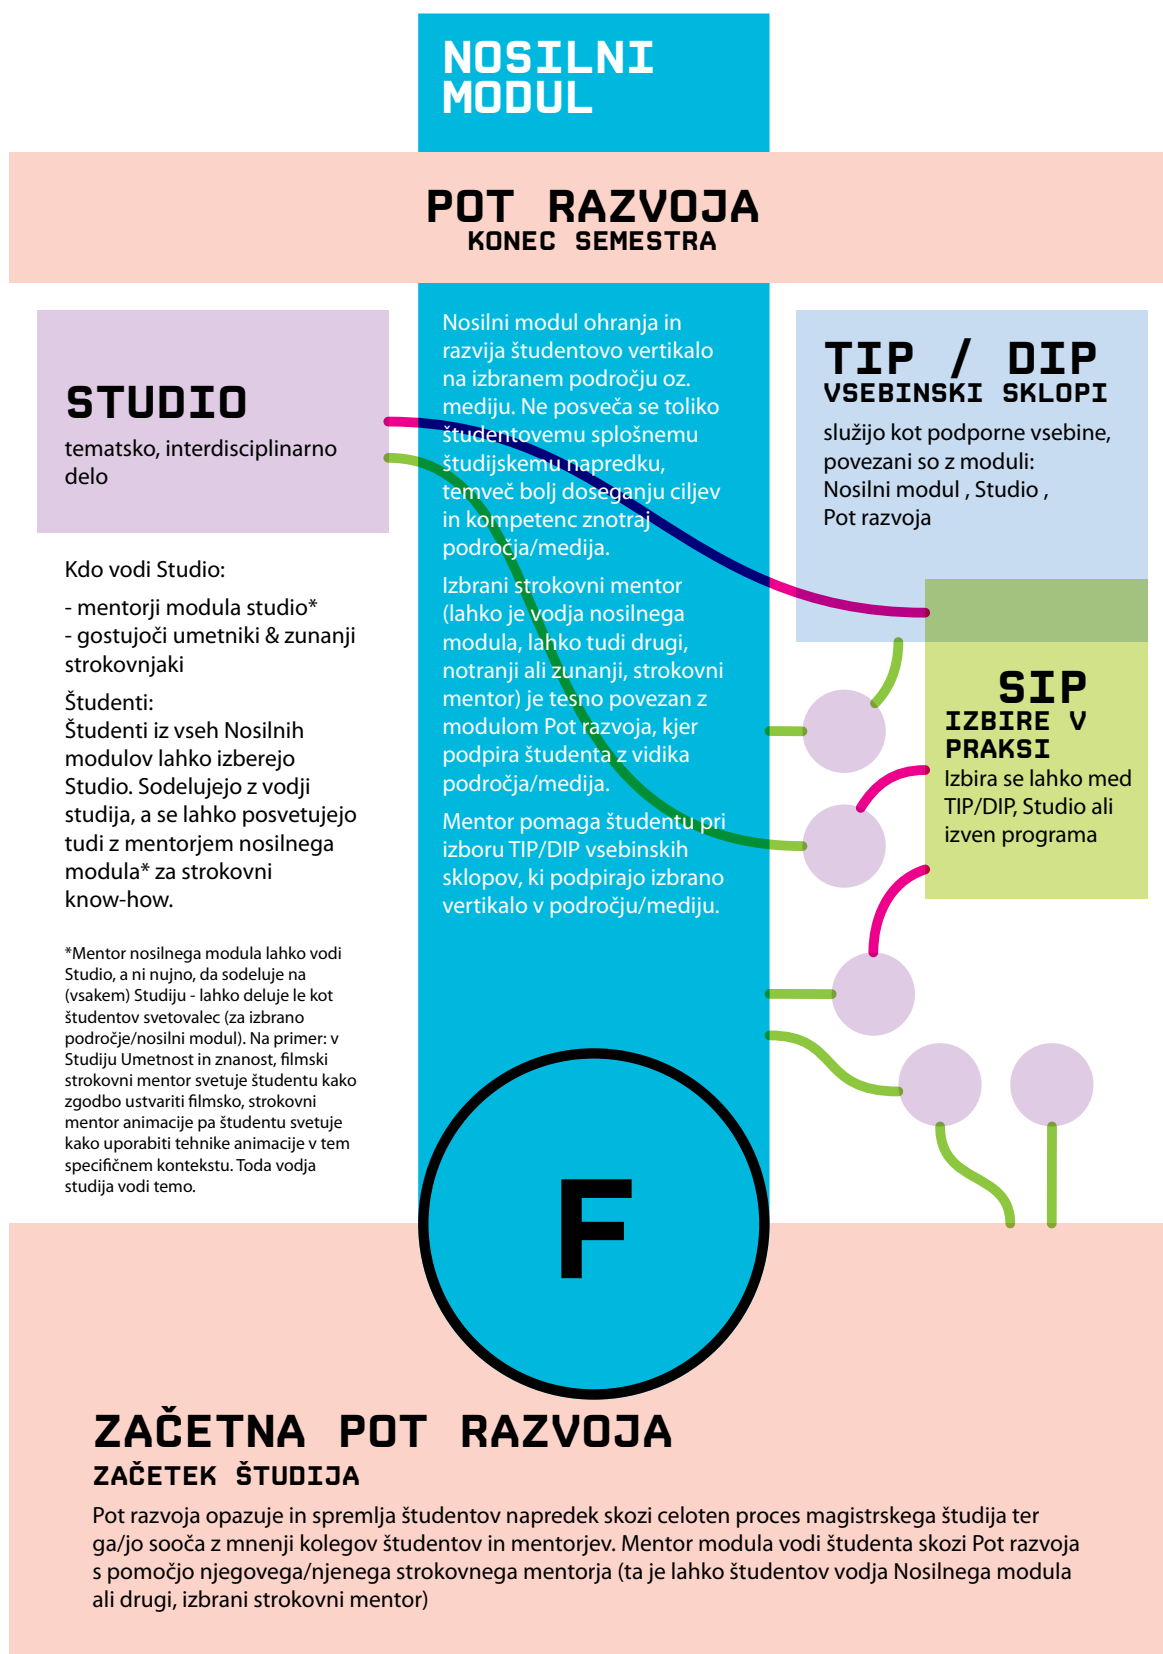 NOSILNI
MODUL
POT RAZVOJA
KONEC SEMESTRA
STUDIO
tematsko, interdisciplinarno
delo
Kdo vodi Studio:
- mentorji modula studio*
- gostujoči umetniki & zunanji
strokovnjaki
Študenti:
Študenti iz vseh Nosilnih
modulov lahko izberejo
Studio. Sodelujejo z vodji
studija, a se lahko posvetujejo
tudi z mentorjem nosilnega
modula* za strokovni
know-how.
*Mentor nosilnega modula lahko vodi
Studio, a ni nujno, da sodeluje na
(vsakem) Studiju - lahko deluje le kot
študentov svetovalec (za izbrano
področje/nosilni modul). Na primer: v
Studiju Umetnost in znanost, filmski
strokovni mentor svetuje študentu kako
zgodbo ustvariti filmsko, strokovni
mentor animacije pa študentu svetuje
kako uporabiti tehnike animacije v tem
specifičnem kontekstu. Toda vodja
studija vodi temo.
Nosilni modul ohranja in
razvija študentovo vertikalo
na izbranem področju oz.
mediju. Ne posveča se toliko
študentovemu splošnemu
študijskemu napredku,
temveč bolj doseganju ciljev
in kompetenc znotraj
področja/medija.
Izbrani strokovni mentor
(lahko je vodja nosilnega
modula, lahko tudi drugi,
notranji ali zunanji, strokovni
mentor) je tesno povezan z
modulom Pot razvoja, kjer
podpira študenta z vidika
področja/medija.
Mentor pomaga študentu pri
izboru TIP/DIP vsebinskih
sklopov, ki podpirajo izbrano
vertikalo v področju/mediju.
TIP / DIP
VSEBINSKI SKLOPI
služijo kot podporne vsebine,
povezani so z moduli:
Nosilni modul , Studio ,
Pot razvoja
SIP
IZBIRE V
PRAKSI
Izbira se lahko med
TIP/DIP, Studio ali
izven programa
F
ZAČETNA POT RAZVOJA
ZAČETEK ŠTUDIJA
Pot razvoja opazuje in spremlja študentov napredek skozi celoten proces magistrskega študija ter
ga/jo sooča z mnenji kolegov študentov in mentorjev. Mentor modula vodi študenta skozi Pot razvoja
s pomočjo njegovega/njenega strokovnega mentorja (ta je lahko študentov vodja Nosilnega modula
ali drugi, izbrani strokovni mentor)